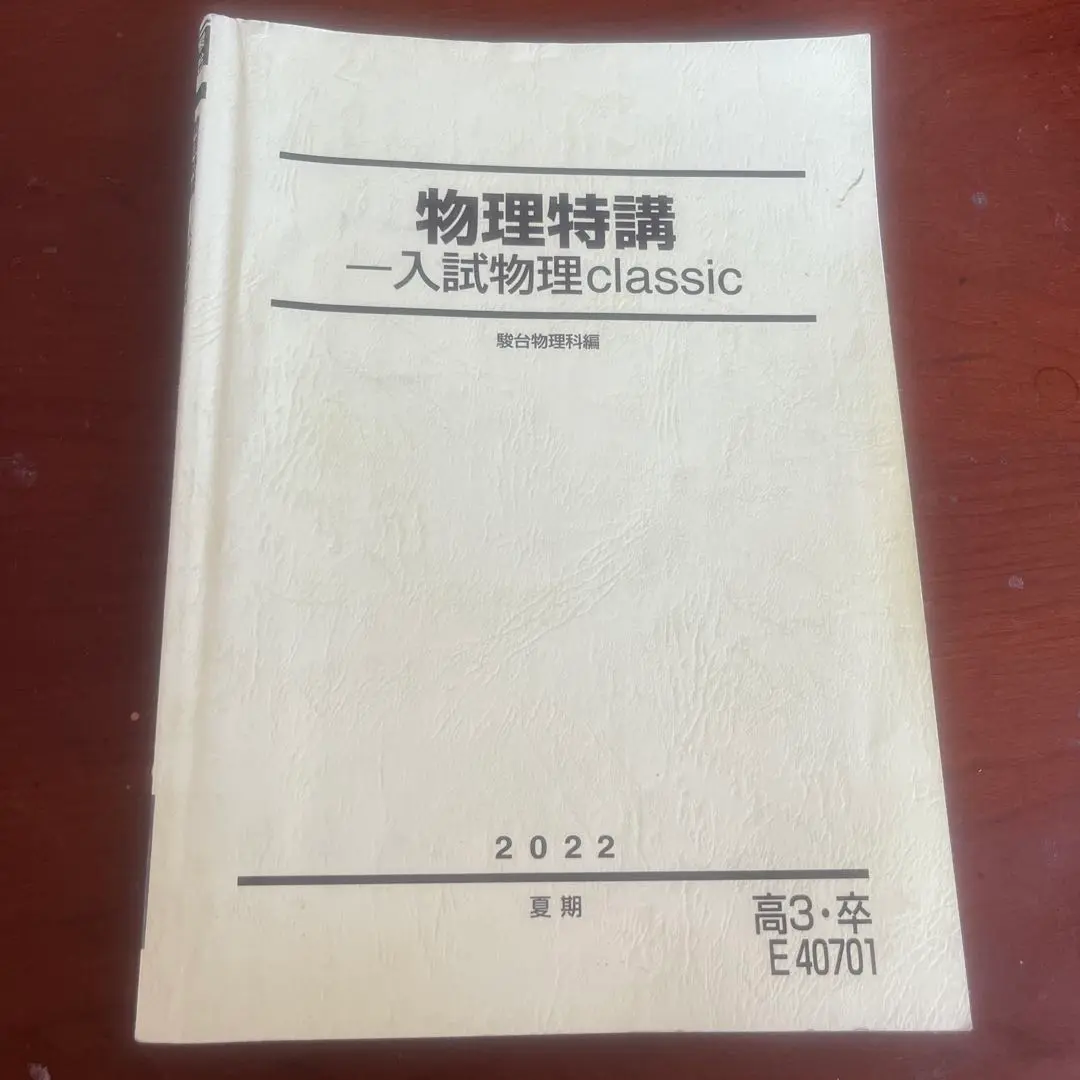 物理特講
―入試物理classic
駿台物理科編
2022
夏期
高3・卒
E40701